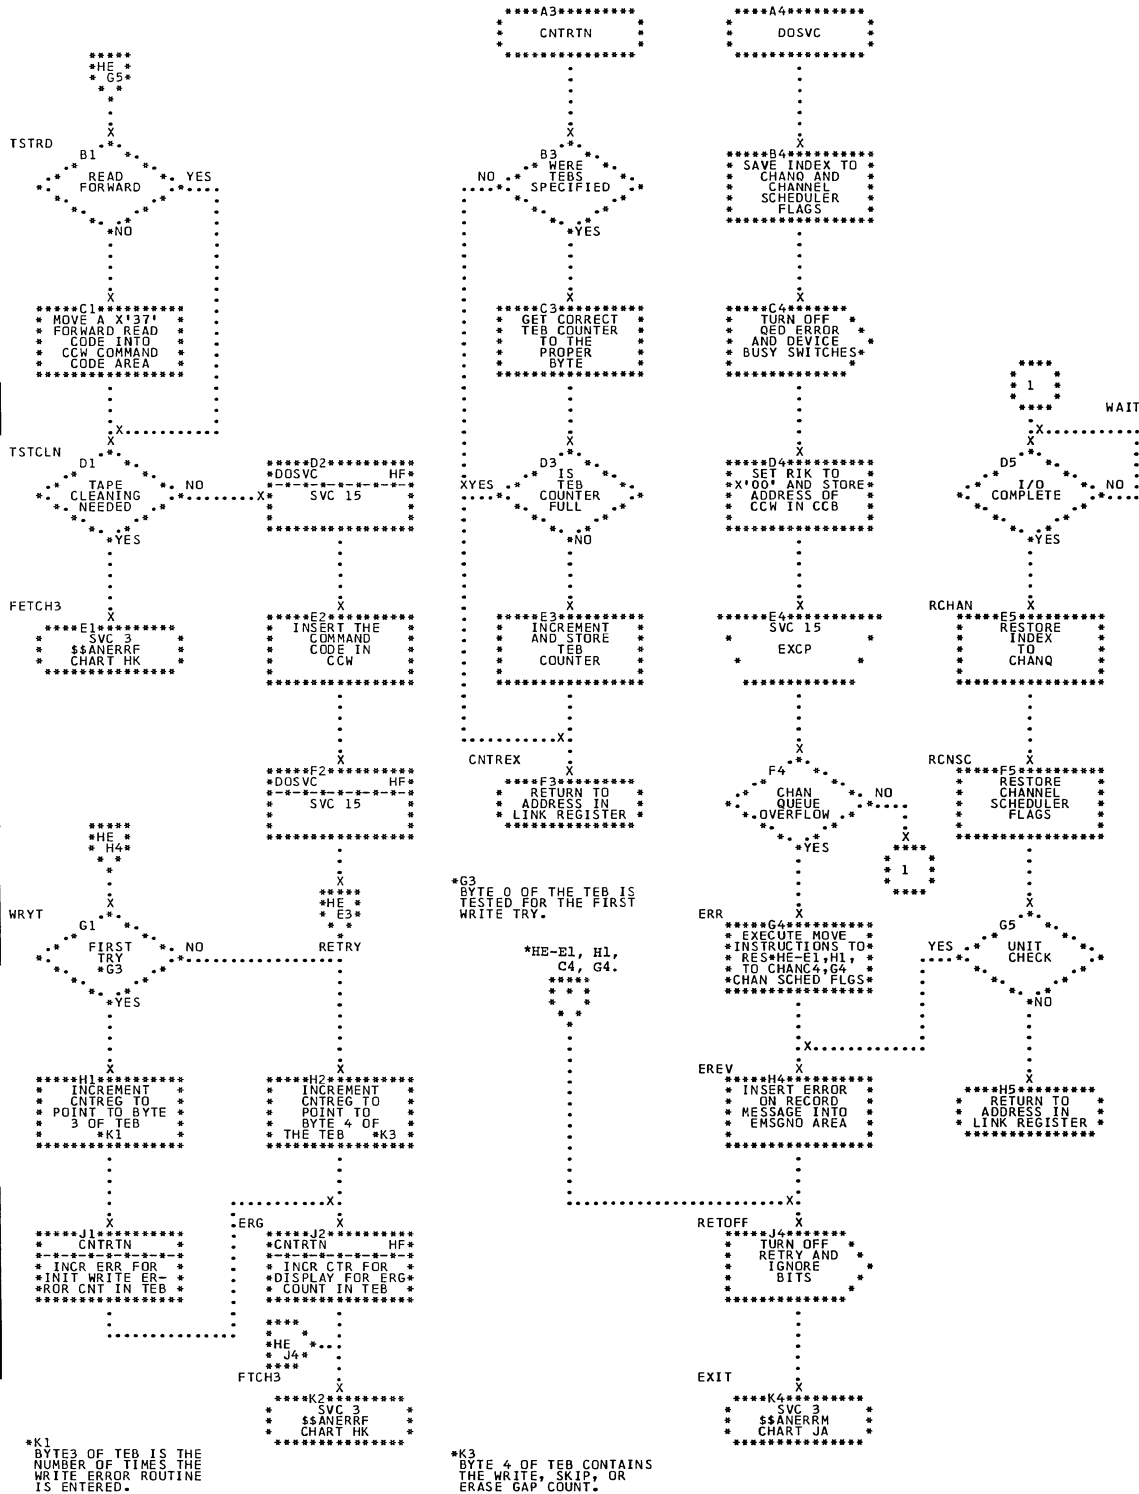 A3
CNTRTN
A4
DOSVC
HE
G5
TSTRD
B1
READ
FORWARD
YES
NO
C1
MOVE A X'37'
FORWARD READ
CODE INTO
CCW COMMAND
CODE AREA
TSTCLN
D1
TAPE
CLEANING
NEEDED
NO
YES
D2
DOSVC HF
SVC 15
FETCH3
E1
SVC 3
$$ANERRF
CHART HK
E2
INSERT THE
COMMAND
CODE IN
CCW
F2
DOSVC HF
SVC 15
HE
E3
RETRY
HE
H4
WRYT
G1
FIRST
TRY
*G3
NO
YES
H1
INCREMENT
CNTREG TO
POINT TO BYTE
3 OF TEB
*K1
H2
INCREMENT
CNTREG TO
POINT TO
BYTE 4 OF
THE TEB *K3
J1
CNTRTN
INCR ERR FOR
INIT WRITE ER-
ROR CNT IN TEB
ERG
J2
CNTRTN HF
INCR CTR FOR
DISPLAY FOR ERG
COUNT IN TEB
HE
J4
FTCH3
K2
SVC 3
$$ANERRF
CHART HK
*K1
BYTE3 OF TEB IS THE
NUMBER OF TIMES THE
WRITE ERROR ROUTINE
IS ENTERED.
B3
WERE
TEBS
SPECIFIED
NO
YES
C3
GET CORRECT
TEB COUNTER
TO THE
PROPER
BYTE
D3
IS
TEB
COUNTER
FULL
YES
NO
E3
INCREMENT
AND STORE
TEB
COUNTER
CNTREX
F3
RETURN TO
ADDRESS IN
LINK REGISTER
*G3
BYTE 0 OF THE TEB IS
TESTED FOR THE FIRST
WRITE TRY.
*HE-E1, H1,
C4, G4.
*K3
BYTE 4 OF TEB CONTAINS
THE WRITE, SKIP, OR
ERASE GAP COUNT.
B4
SAVE INDEX TO
CHANQ AND
CHANNEL
SCHEDULER
FLAGS
C4
TURN OFF
QED ERROR
AND DEVICE
BUSY SWITCHES
D4
SET RIK TO
X'00' AND STORE
ADDRESS OF
CCW IN CCB
E4
SVC 15
EXCP
F4
CHAN
QUEUE
OVERFLOW
NO
YES
1
ERR
G4
EXECUTE MOVE
INSTRUCTIONS TO
RES*HE-E1,H1,
TO CHANC4,G4
CHAN SCHED FLGS
EREV
H4
INSERT ERROR
ON RECORD
MESSAGE INTO
EMSGNO AREA
RETOFF
J4
TURN OFF
RETRY AND
IGNORE
BITS
EXIT
K4
SVC 3
$$ANERRM
CHART JA
1
WAIT
D5
I/O
COMPLETE
NO
YES
RCHAN
E5
RESTORE
INDEX
TO
CHANQ
RCNSC
F5
RESTORE
CHANNEL
SCHEDULER
FLAGS
G5
UNIT
CHECK
YES
NO
H5
RETURN TO
ADDRESS IN
LINK REGISTER